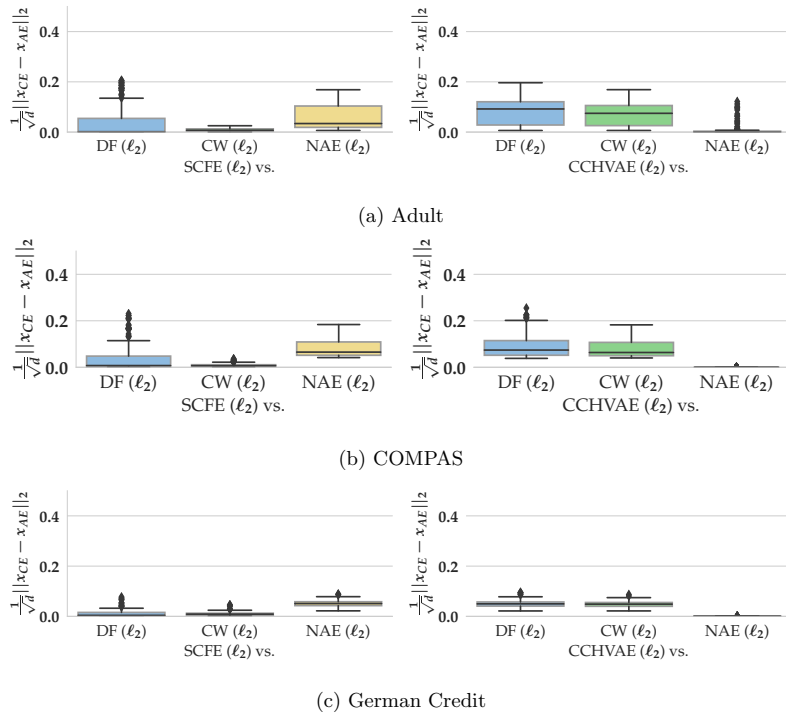 1/√d ||x_CE − x_AE||_2
0.4
0.2
0.0
DF (ℓ2) CW (ℓ2) NAE (ℓ2)
SCFE (ℓ2) vs.
1/√d ||x_CE − x_AE||_2
0.4
0.2
0.0
DF (ℓ2) CW (ℓ2) NAE (ℓ2)
CCHVAE (ℓ2) vs.
(a) Adult
1/√d ||x_CE − x_AE||_2
0.4
0.2
0.0
DF (ℓ2) CW (ℓ2) NAE (ℓ2)
SCFE (ℓ2) vs.
1/√d ||x_CE − x_AE||_2
0.4
0.2
0.0
DF (ℓ2) CW (ℓ2) NAE (ℓ2)
CCHVAE (ℓ2) vs.
(b) COMPAS
1/√d ||x_CE − x_AE||_2
0.4
0.2
0.0
DF (ℓ2) CW (ℓ2) NAE (ℓ2)
SCFE (ℓ2) vs.
1/√d ||x_CE − x_AE||_2
0.4
0.2
0.0
DF (ℓ2) CW (ℓ2) NAE (ℓ2)
CCHVAE (ℓ2) vs.
(c) German Credit